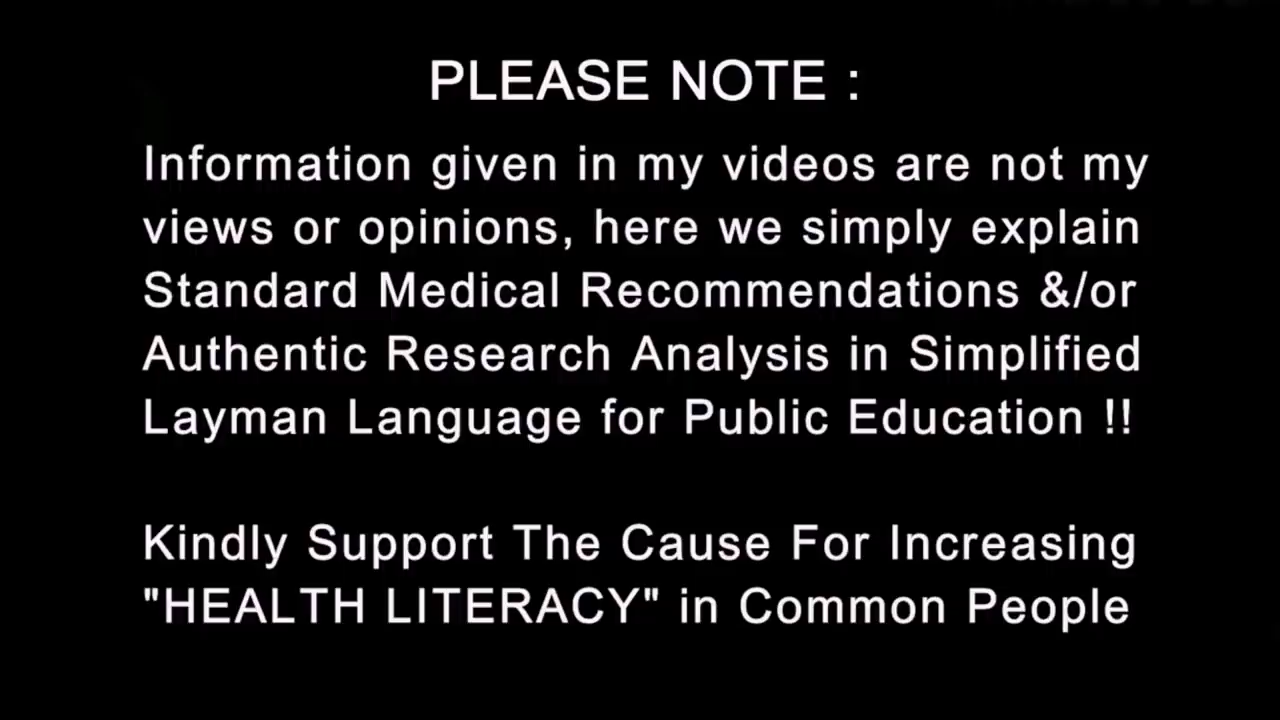 PLEASE NOTE :
Information given in my videos are not my
views or opinions, here we simply explain
Standard Medical Recommendations &/or
Authentic Research Analysis in Simplified
Layman Language for Public Education !!
Kindly Support The Cause For Increasing
"HEALTH LITERACY" in Common People